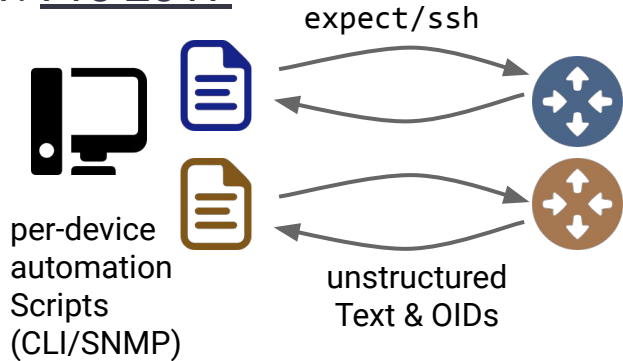 expect/ssh
per-device
automation
Scripts
(CLI/SNMP)
unstructured
Text & OIDs